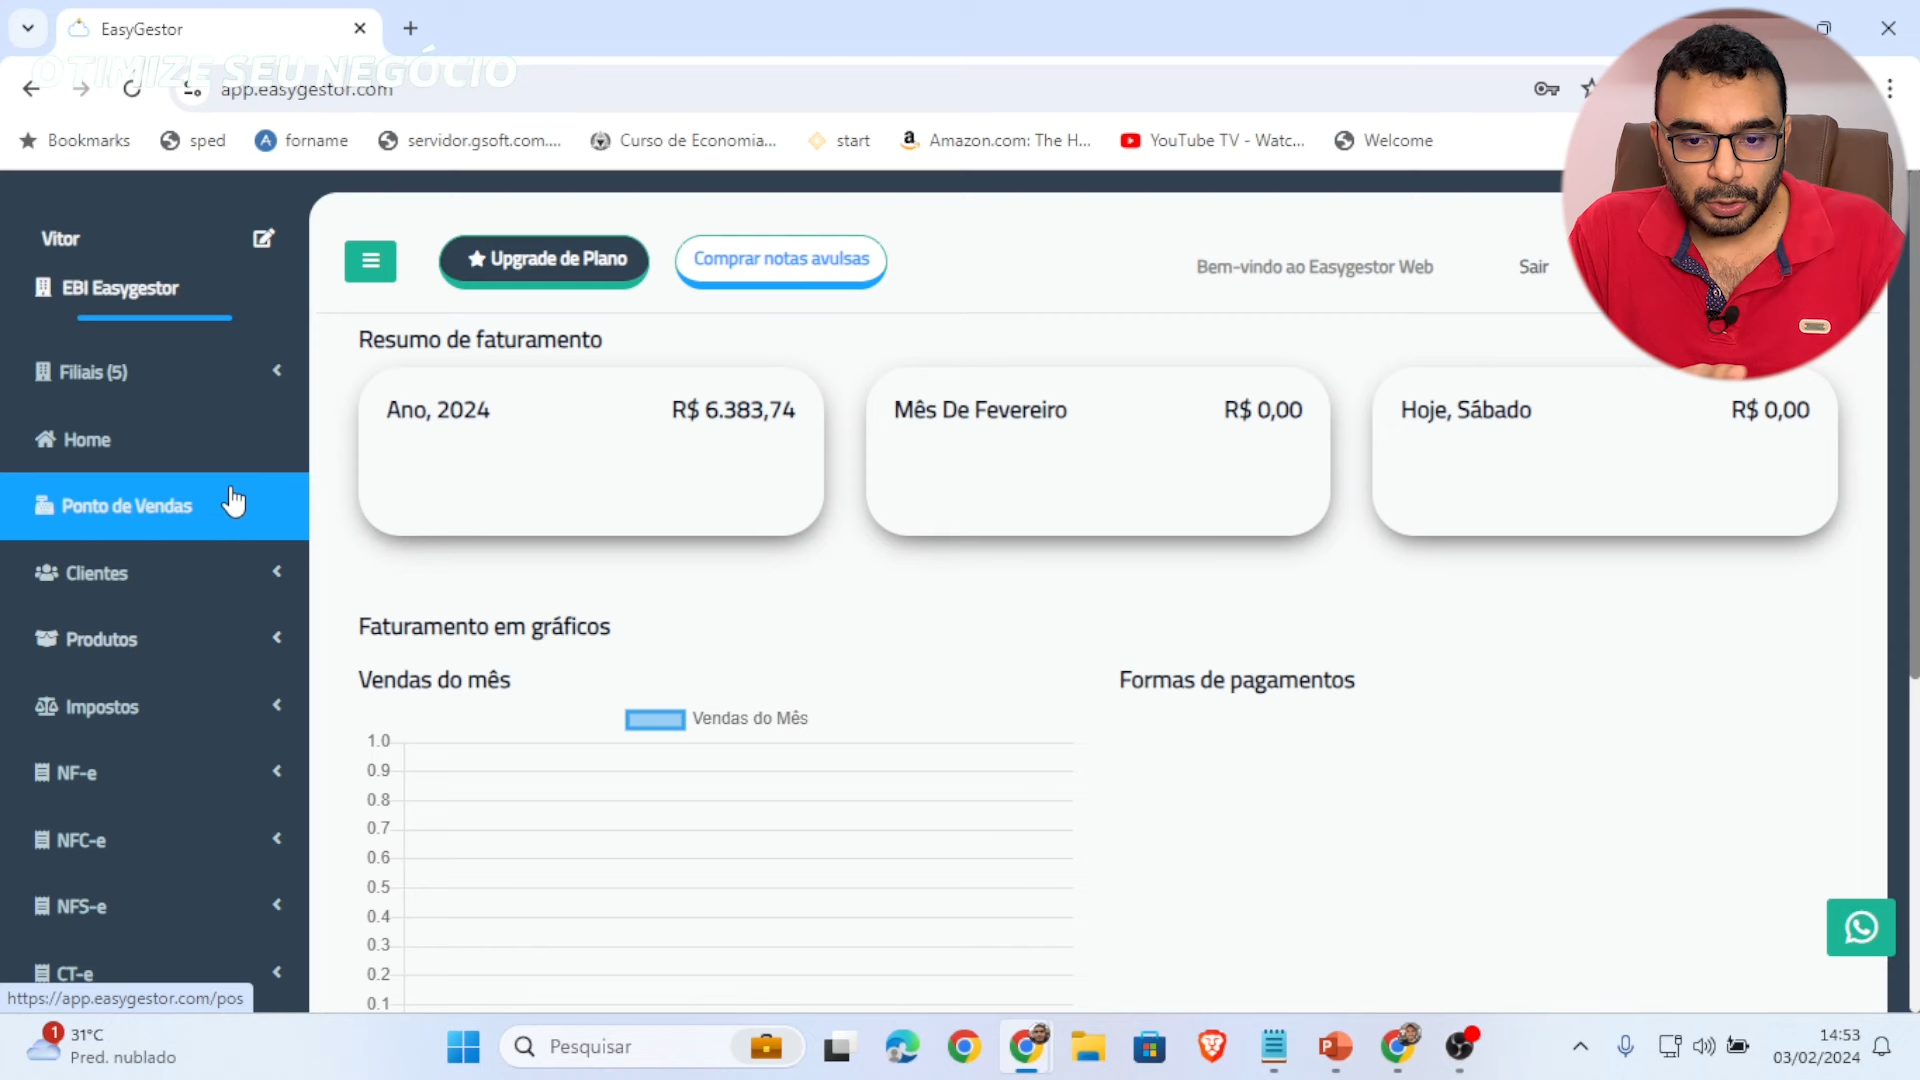 EasyGestor
OTIMIZE SEU NEGÓCIO
app.easygestor.com
Bookmarks
sped
forname
servidor.gsoft.com....
Curso de Economia...
start
Amazon.com: The H...
YouTube TV - Watc...
Welcome
Vitor
EBI Easygestor
Filiais (5)
Home
Ponto de Vendas
Clientes
Produtos
Impostos
NF-e
NFC-e
NFS-e
CT-e
https://app.easygestor.com/pos
Upgrade de Plano
Comprar notas avulsas
Bem-vindo ao Easygestor Web
Sair
Resumo de faturamento
Ano, 2024
R$ 6.383,74
Mês De Fevereiro
R$ 0,00
Hoje, Sábado
R$ 0,00
Faturamento em gráficos
Vendas do mês
Formas de pagamentos
Vendas do Mês
1.0
0.9
0.8
0.7
0.6
0.5
0.4
0.3
0.2
0.1
1
31°C
Pred. nublado
Pesquisar
14:53
03/02/2024